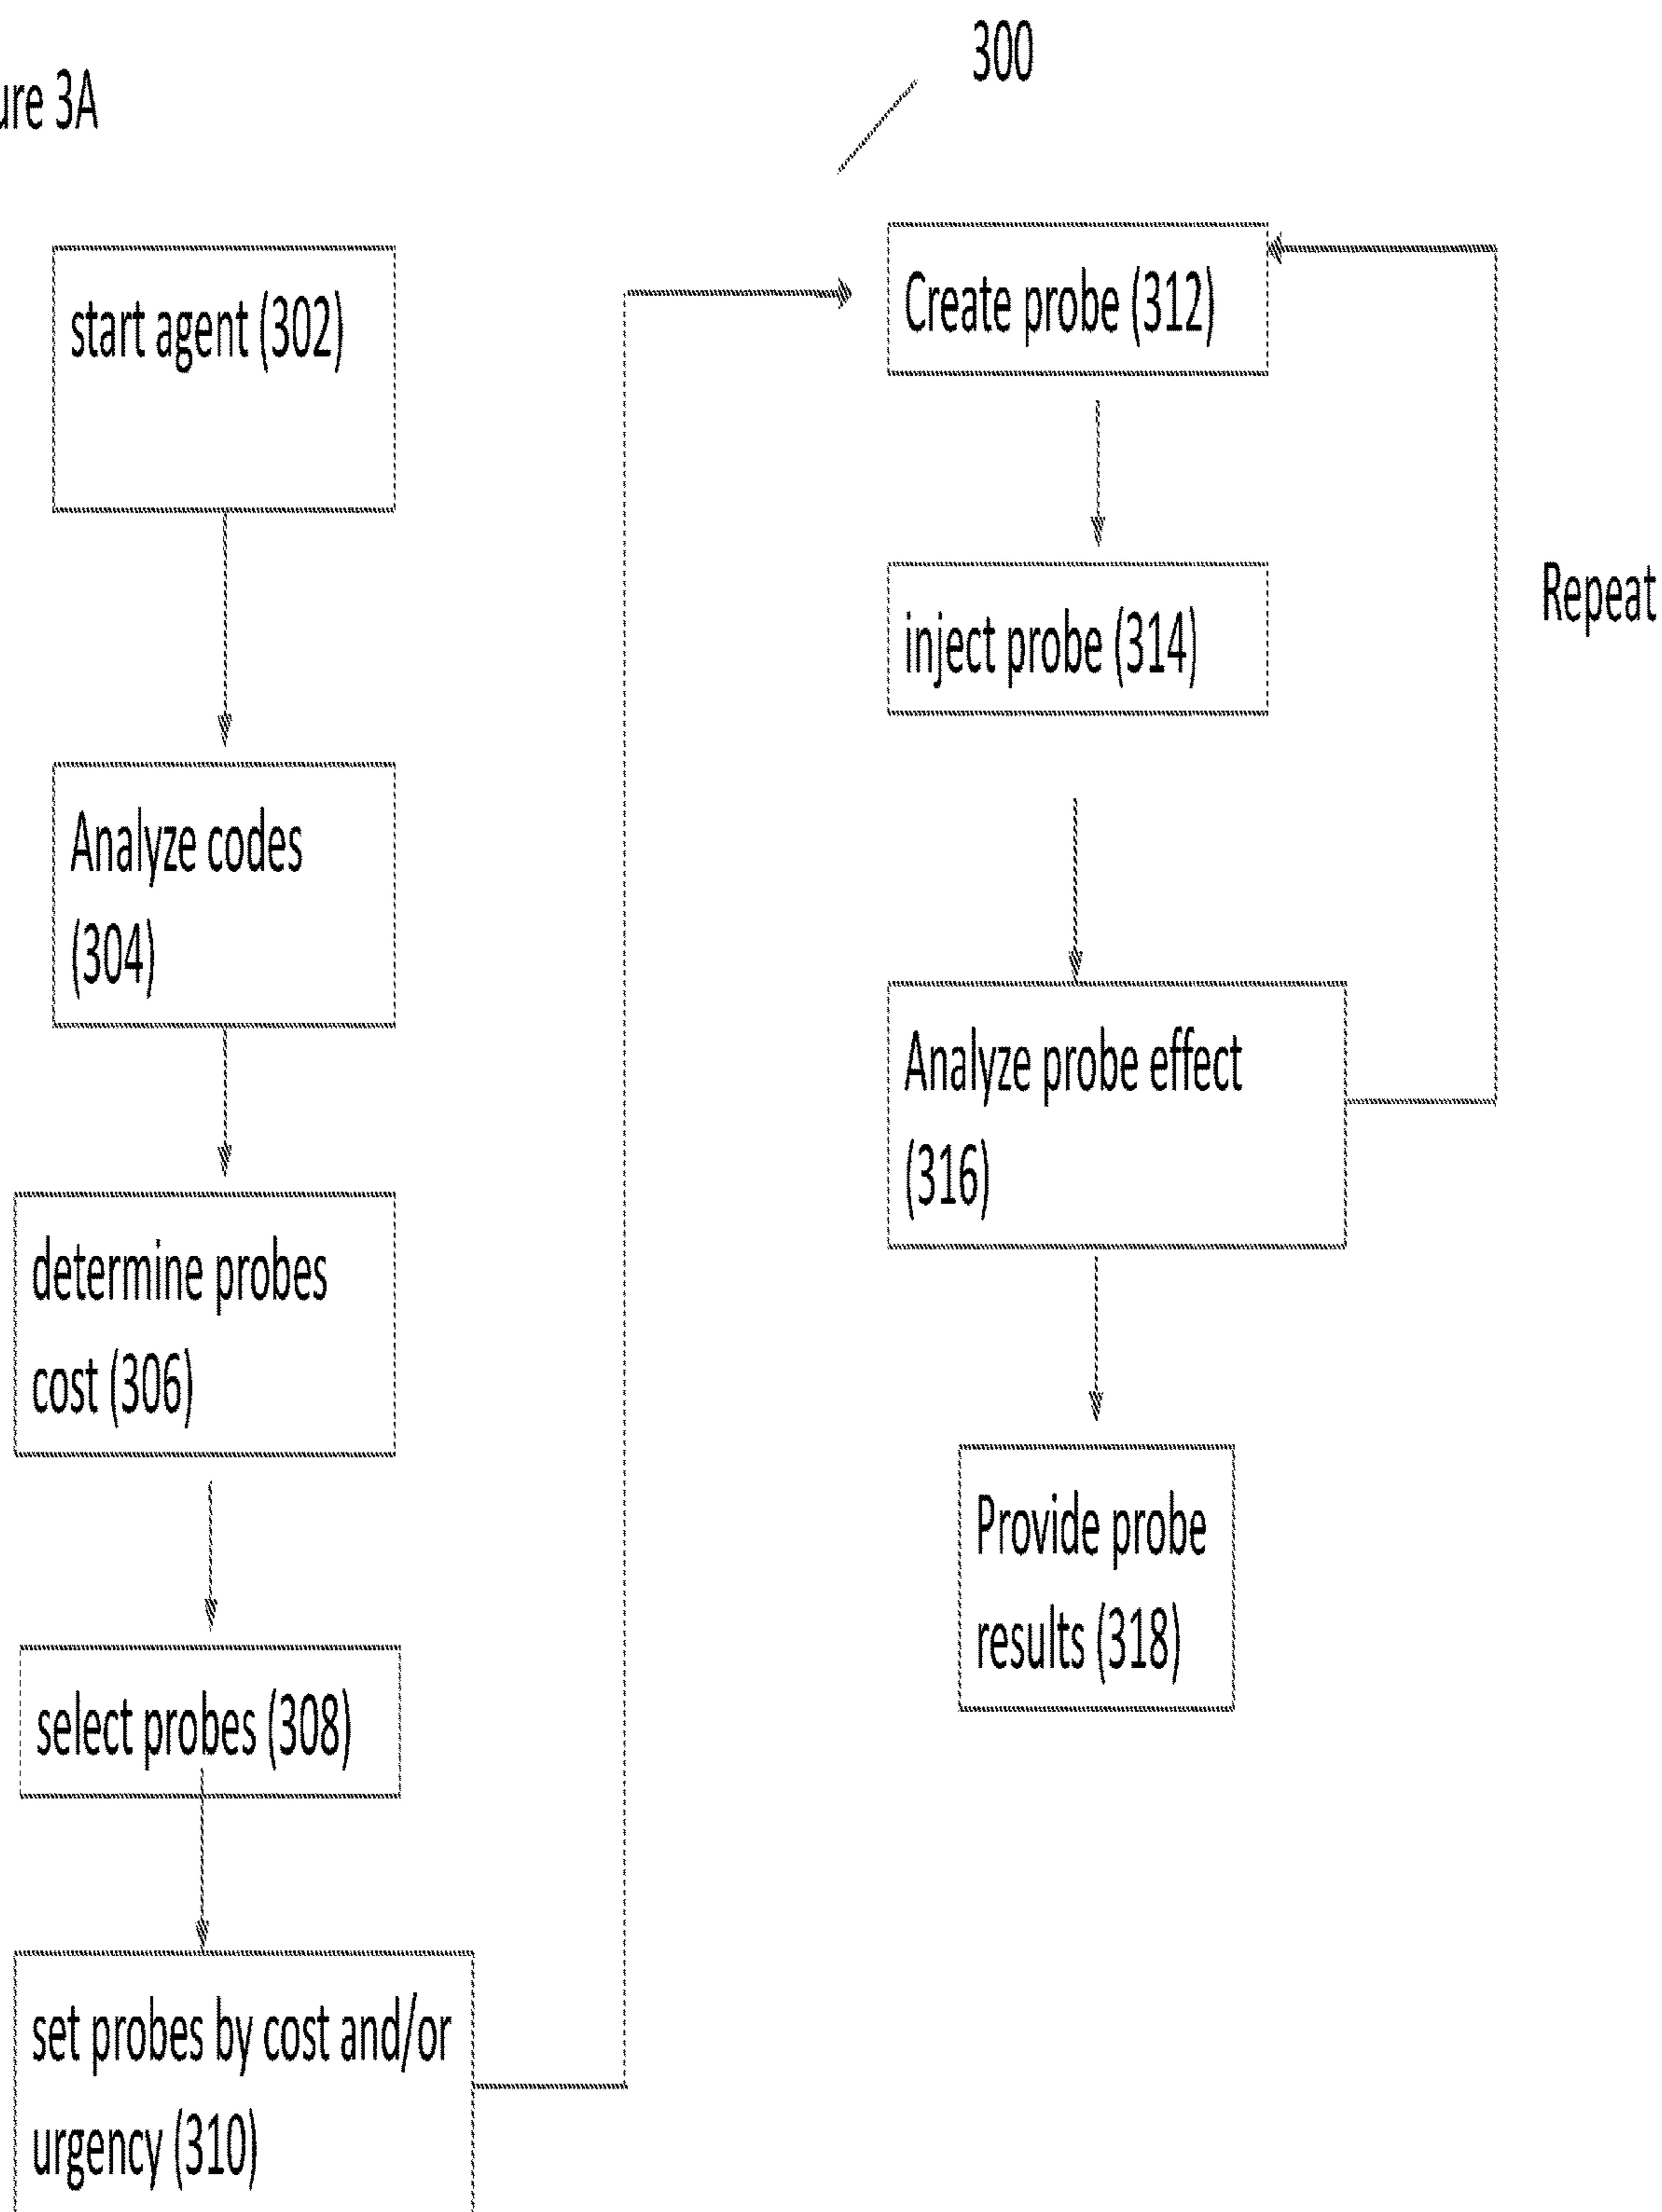 ure 3A
300
start agent (302)
Analyze codes
(304)
determine probes
cost (306)
select probes (308)
set probes by cost and/or
urgency (310)
Create probe (312)
inject probe (314)
Repeat
Analyze probe effect
(316)
Provide probe
results (318)